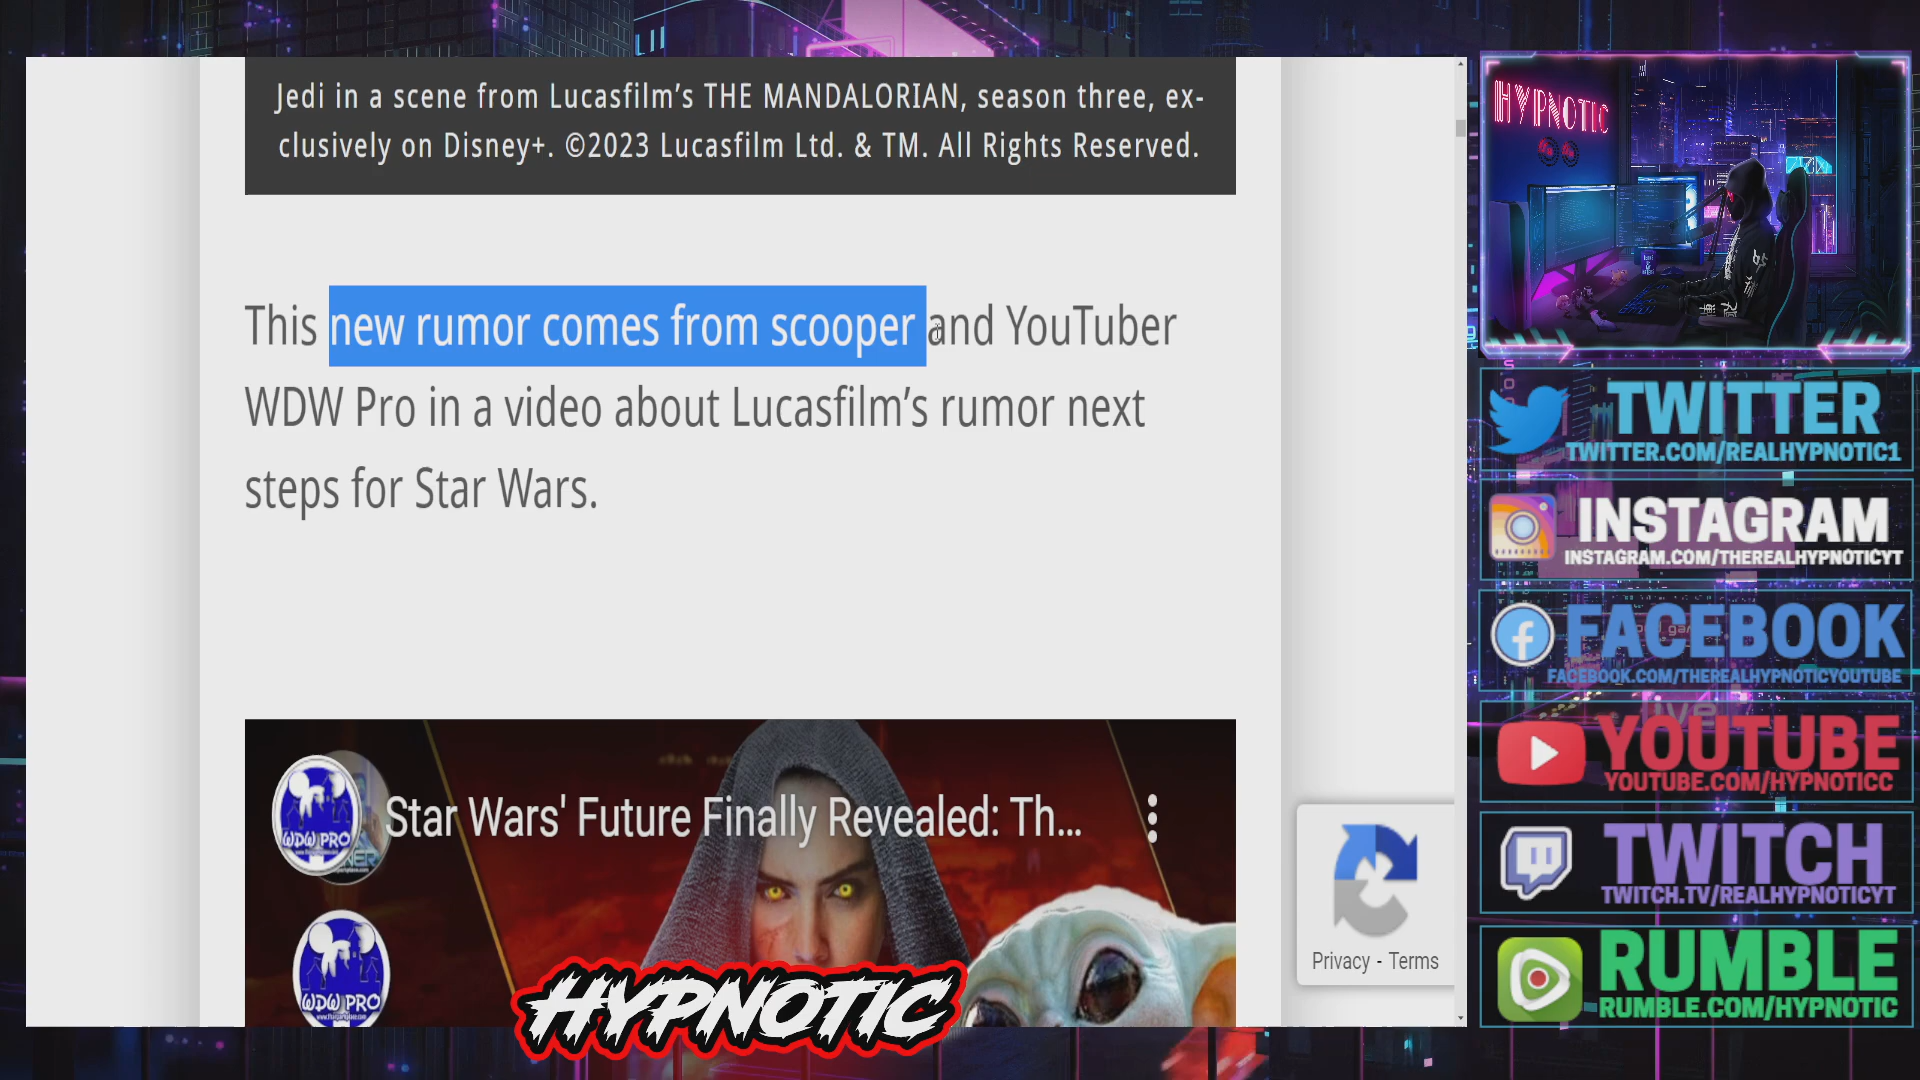 Jedi in a scene from Lucasfilm's THE MANDALORIAN, season three, ex-
clusively on Disney+. ©2023 Lucasfilm Ltd. & TM. All Rights Reserved.
This new rumor comes from scooper and YouTuber
WDW Pro in a video about Lucasfilm's rumor next
steps for Star Wars.
WDW PRO
Star Wars' Future Finally Revealed: Th...
WDW PRO
HYPNOTIC
Privacy - Terms
HYPNOTIC
TWITTER
TWITTER.COM/REALHYPNOTIC1
INSTAGRAM
INSTAGRAM.COM/THEREALHYPNOTICYT
FACEBOOK
FACEBOOK.COM/THEREALHYPNOTICYOUTUBE
live
YOUTUBE
YOUTUBE.COM/HYPNOTICC
TWITCH
TWITCH.TV/REALHYPNOTICYT
RUMBLE
RUMBLE.COM/HYPNOTIC